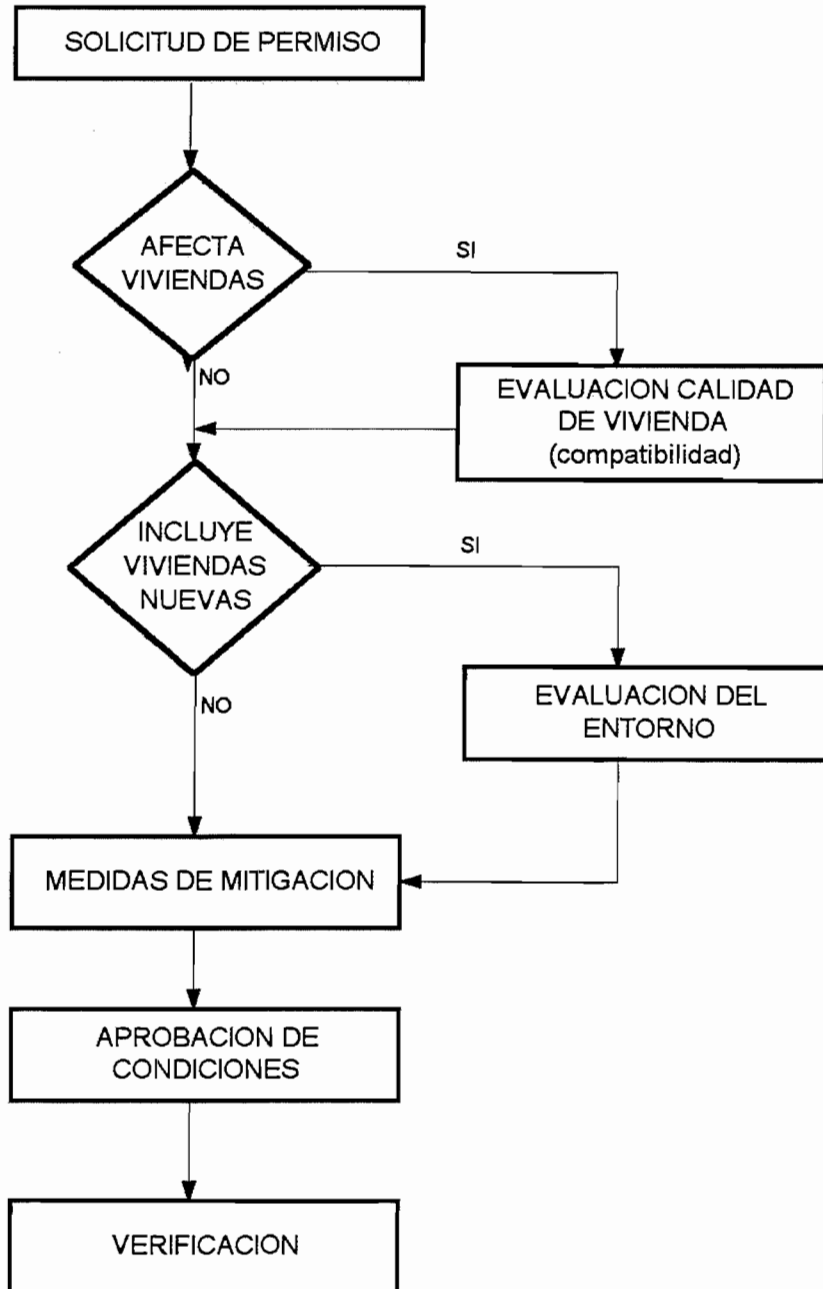 SOLICITUD DE PERMISO
AFECTA
VIVIENDAS
SI
NO
EVALUACION CALIDAD
DE VIVIENDA
(compatibilidad)
INCLUYE
VIVIENDAS
NUEVAS
SI
NO
EVALUACION DEL
ENTORNO
MEDIDAS DE MITIGACION
APROBACION DE
CONDICIONES
VERIFICACION